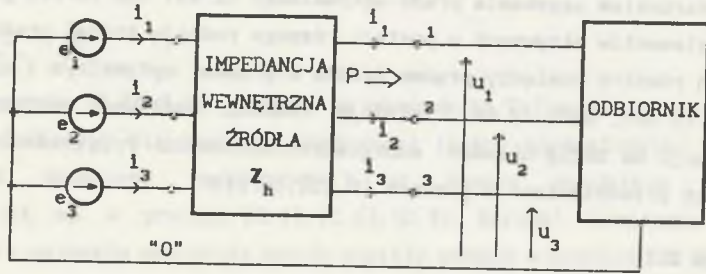 i₁
e₁
i₂
e₂
i₃
e₃
IMPEDANCJA
WEWNĘTRZNA
ŹRÓDŁA
Z_h
i₁
1
P
2
i₂
i₃
3
u₁
u₂
u₃
ODBIORNIK
"0"